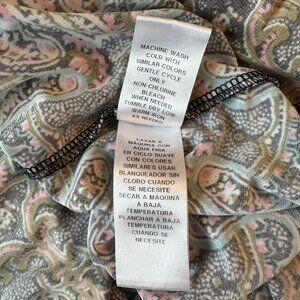 MACHINE WASH
COLD WITH
SIMILAR COLORS
GENTLE CYCLE
ONLY
NON-CHLORINE
BLEACH
WHEN NEEDED
TUMBLE DRY LOW
WARM IRON
AS NEEDED
LAVAR A
MAQUINA CON
AGUA FRIA
EN CICLO SUAVE
CON COLORES
SIMILARES USAR
BLANQUEADOR SIN
CLORO CUANDO
SE NECESITE
SECAR A MAQUINA
A BAJA
TEMPERATURA
PLANCHAR A BAJA
TEMPERATURA
CUANDO SE
NECESITE